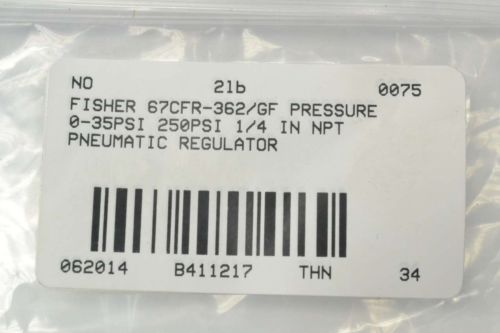 NO 2lb 0075
FISHER 67CFR-362/GF PRESSURE
0-35PSI 250PSI 1/4 IN NPT
PNEUMATIC REGULATOR
062014 B411217 THN 34